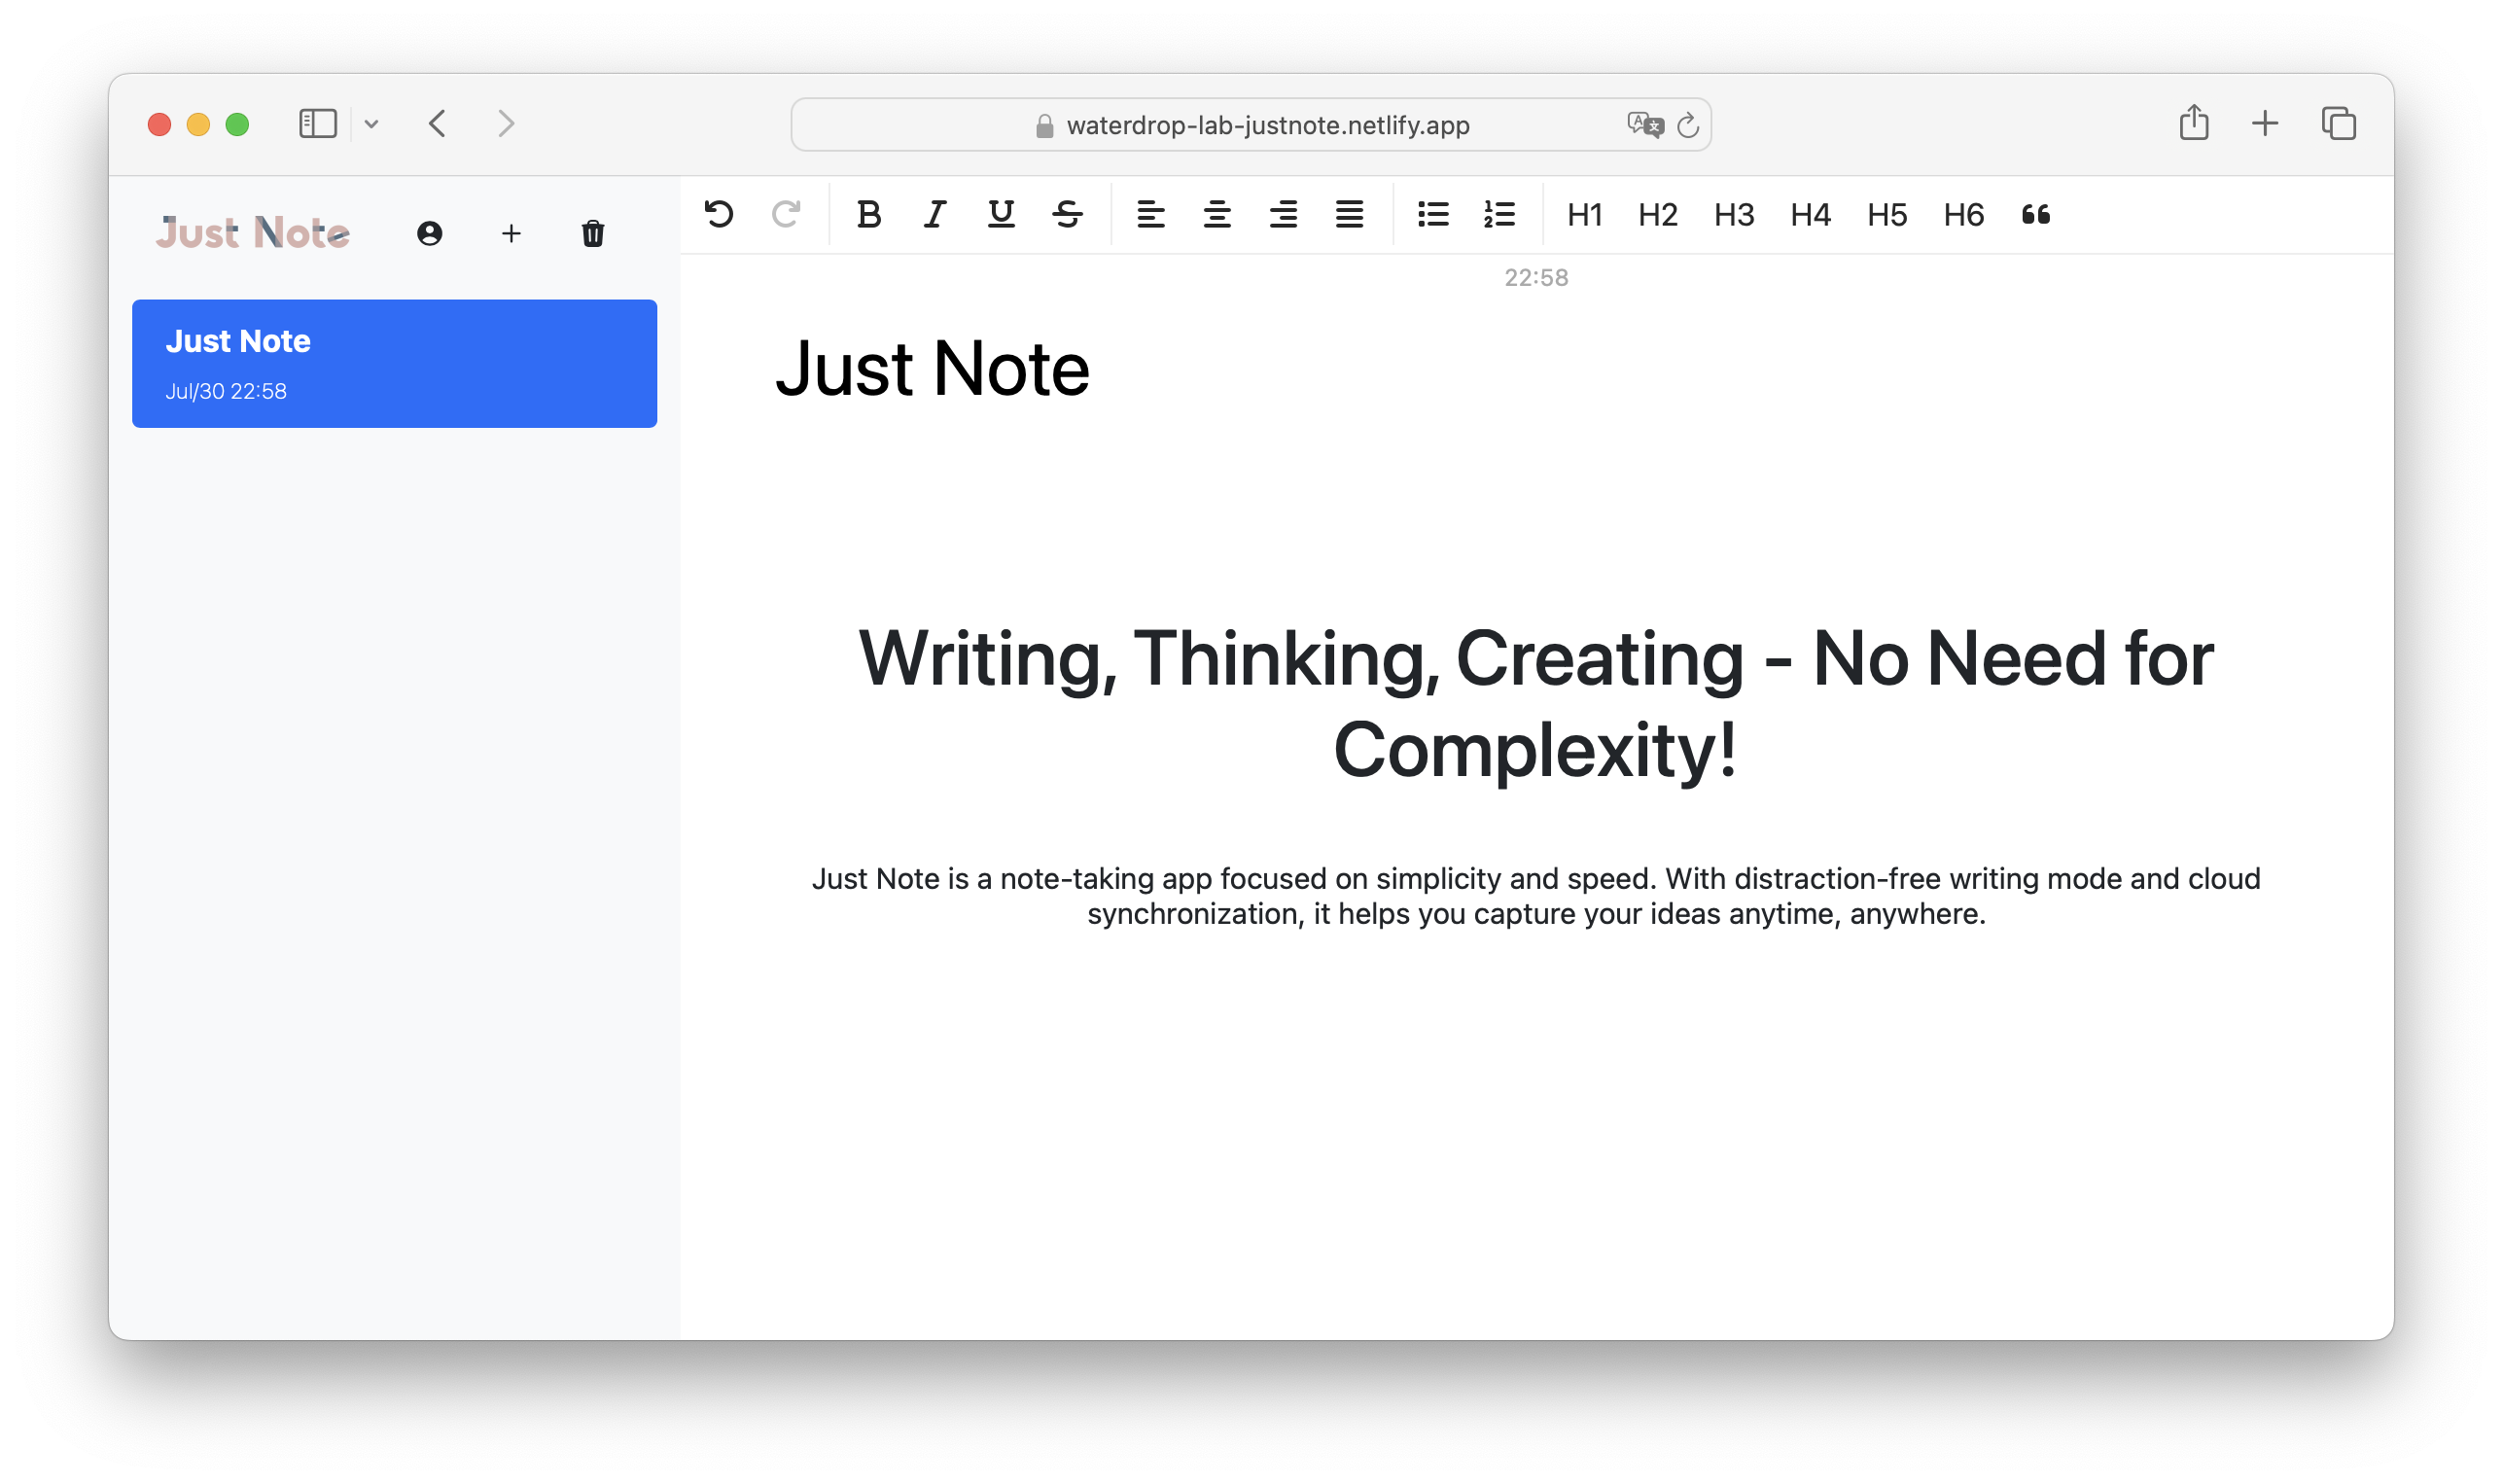 waterdrop-lab-justnote.netlify.app
Just Note
H1 H2 H3 H4 H5 H6
22:58
Just Note
Jul/30 22:58
Just Note
Writing, Thinking, Creating - No Need for
Complexity!
Just Note is a note-taking app focused on simplicity and speed. With distraction-free writing mode and cloud
synchronization, it helps you capture your ideas anytime, anywhere.